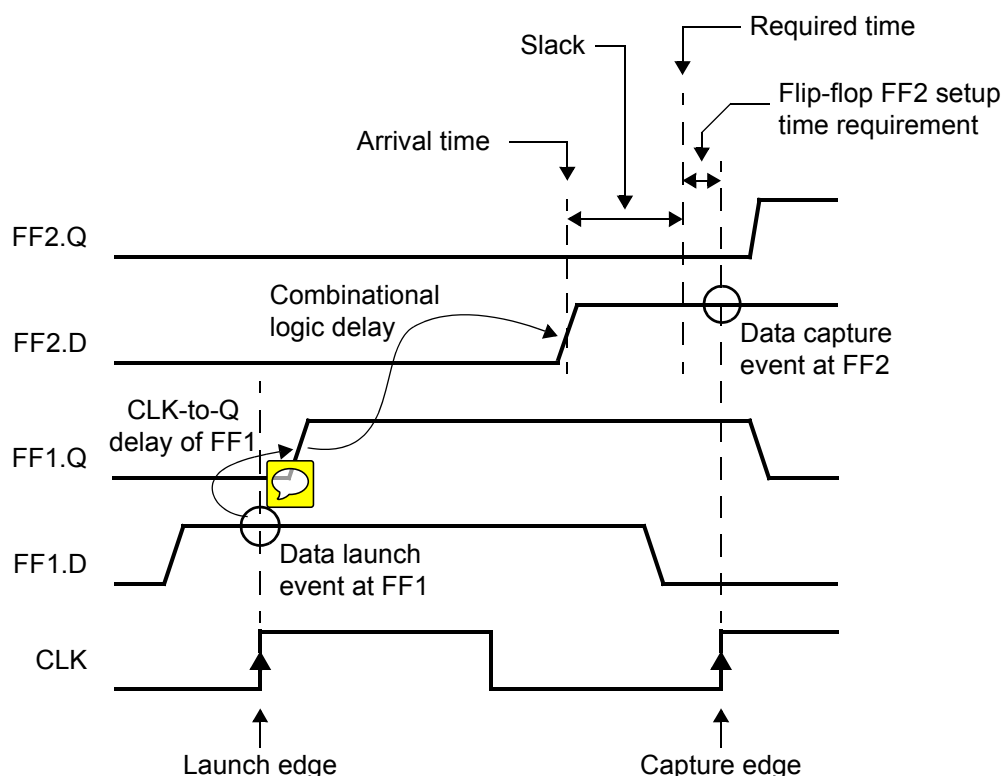 Required time
Slack
Flip-flop FF2 setup
time requirement
Arrival time
FF2.Q
Combinational
logic delay
FF2.D
Data capture
event at FF2
CLK-to-Q
delay of FF1
FF1.Q
Data launch
event at FF1
FF1.D
CLK
Launch edge
Capture edge